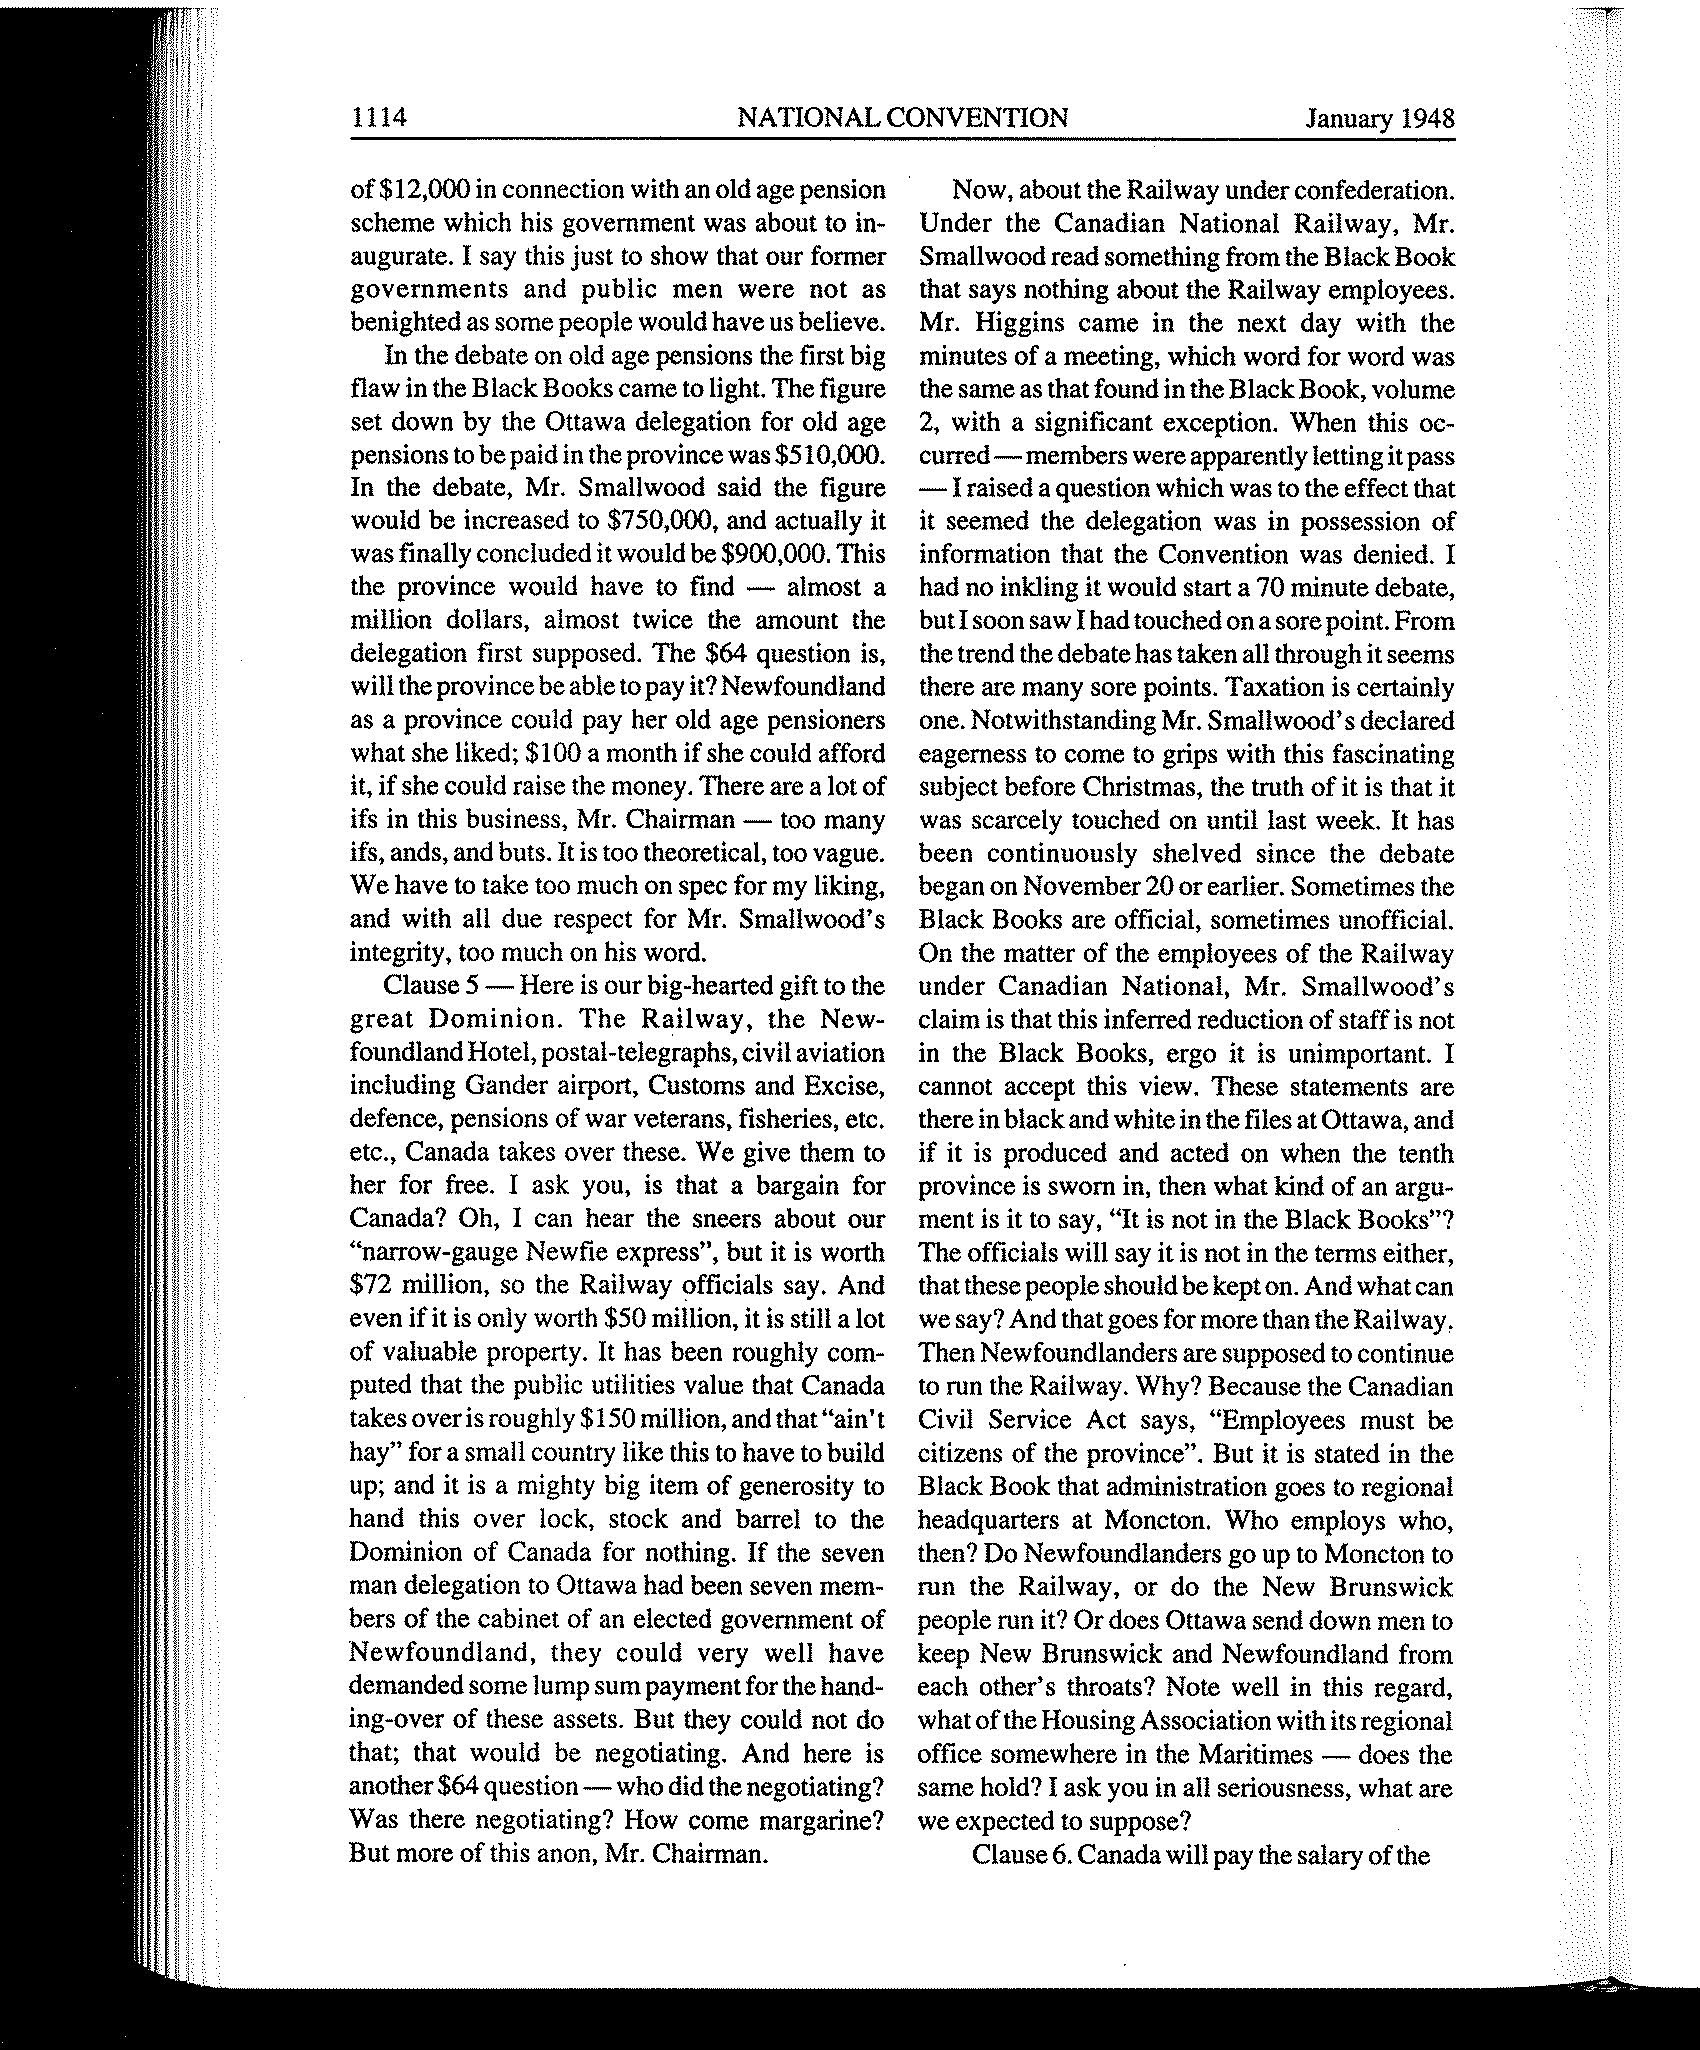 1114 NATIONAL CONVENTION January 1948
of $12,000 in connection with an old age pension
scheme which his government was about to in-
augurate. I say this just to show that our former
governments and public men were not as
benighted as some people would have us believe.
In the debate on old age pensions the first big
flaw in the Black Books came to light. The figure
set down by the Ottawa delegation for old age
pensions to be paid in the province was $510,000.
In the debate, Mr. Smallwood said the figure
would be increased to $750,000, and actually it
was finally concluded it would be $900,000. This
the province would have to find — almost a
million dollars, almost twice the amount the
delegation first supposed. The $64 question is,
will the province be able to pay it? Newfoundland
as a province could pay her old age pensioners
what she liked; $100 a month if she could afford
it, if she could raise the money. There are a lot of
ifs in this business, Mr. Chairman — too many
ifs, ands, and buts. It is too theoretical, too vague.
We have to take too much on spec for my liking,
and with all due respect for Mr. Smallwood's
integrity, too much on his word.
Clause 5 — Here is our big-hearted gift to the
great Dominion. The Railway, the New-
foundland Hotel, postal-telegraphs, civil aviation
including Gander airport, Customs and Excise,
defence, pensions of war veterans, fisheries, etc.
etc., Canada takes over these. We give them to
her for free. I ask you, is that a bargain for
Canada? Oh, I can hear the sneers about our
“narrow-gauge Newfie express”, but it is worth
$72 million, so the Railway officials say. And
even if it is only worth $50 million, it is still a lot
of valuable property. It has been roughly com-
puted that the public utilities value that Canada
takes over is roughly $150 million, and that “ain't
hay” for a small country like this to have to build
up; and it is a mighty big item of generosity to
hand this over lock, stock and barrel to the
Dominion of Canada for nothing. If the seven
man delegation to Ottawa had been seven mem-
bers of the cabinet of an elected government of
Newfoundland, they could very well have
demanded some lump sum payment for the hand-
ing-over of these assets. But they could not do
that; that would be negotiating. And here is
another $64 question — who did the negotiating?
Was there negotiating? How come margarine?
But more of this anon, Mr. Chairman.
Now, about the Railway under confederation.
Under the Canadian National Railway, Mr.
Smallwood read something from the Black Book
that says nothing about the Railway employees.
Mr. Higgins came in the next day with the
minutes of a meeting, which word for word was
the same as that found in the Black Book, volume
2, with a significant exception. When this oc-
curred — members were apparently letting it pass
— I raised a question which was to the effect that
it seemed the delegation was in possession of
information that the Convention was denied. I
had no inkling it would start a 70 minute debate,
but I soon saw I had touched on a sore point. From
the trend the debate has taken all through it seems
there are many sore points. Taxation is certainly
one. Notwithstanding Mr. Smallwood's declared
eagerness to come to grips with this fascinating
subject before Christmas, the truth of it is that it
was scarcely touched on until last week. It has
been continuously shelved since the debate
began on November 20 or earlier. Sometimes the
Black Books are official, sometimes unofficial.
On the matter of the employees of the Railway
under Canadian National, Mr. Smallwood's
claim is that this inferred reduction of staff is not
in the Black Books, ergo it is unimportant. I
cannot accept this view. These statements are
there in black and white in the files at Ottawa, and
if it is produced and acted on when the tenth
province is sworn in, then what kind of an argu-
ment is it to say, “It is not in the Black Books”?
The officials will say it is not in the terms either,
that these people should be kept on. And what can
we say? And that goes for more than the Railway.
Then Newfoundlanders are supposed to continue
to run the Railway. Why? Because the Canadian
Civil Service Act says, “Employees must be
citizens of the province”. But it is stated in the
Black Book that administration goes to regional
headquarters at Moncton. Who employs who,
then? Do Newfoundlanders go up to Moncton to
run the Railway, or do the New Brunswick
people run it? Or does Ottawa send down men to
keep New Brunswick and Newfoundland from
each other's throats? Note well in this regard,
what of the Housing Association with its regional
office somewhere in the Maritimes — does the
same hold? I ask you in all seriousness, what are
we expected to suppose?
Clause 6. Canada will pay the salary of the